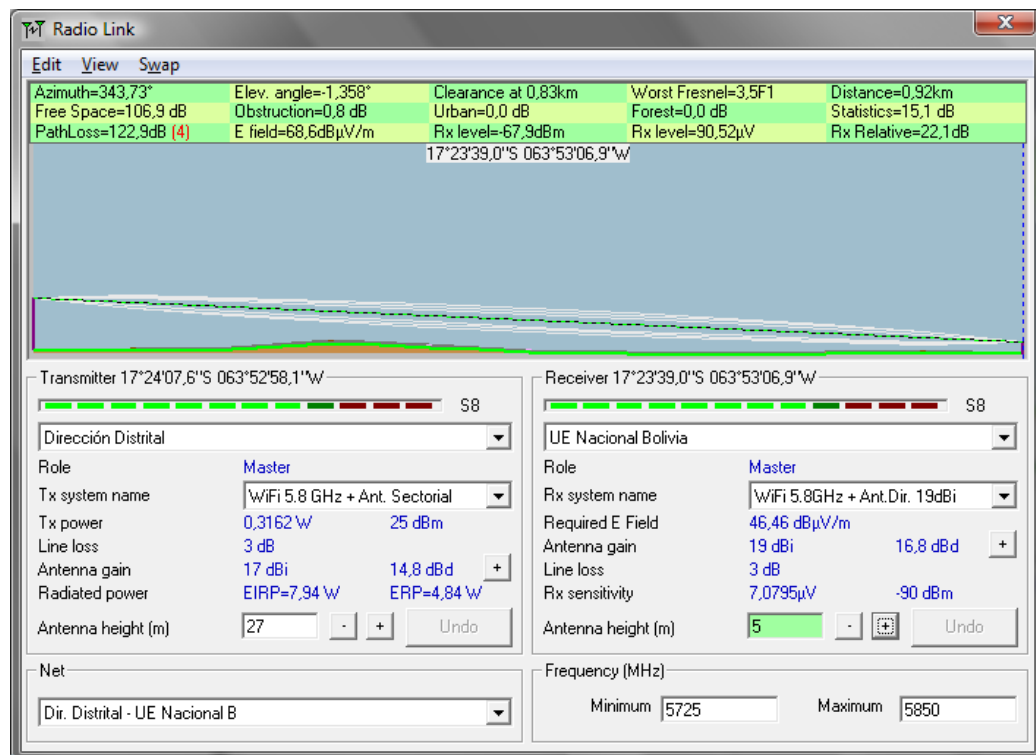 Radio Link
Edit View Swap
Azimuth=343,73° Elev. angle=-1,358° Clearance at 0,83km Worst Fresnel=3,5F1 Distance=0,92km
Free Space=106,9 dB Obstruction=0,8 dB Urban=0,0 dB Forest=0,0 dB Statistics=15,1 dB
PathLoss=122,9dB (4) E field=68,6dBµV/m Rx level=-67,9dBm Rx level=90,52µV Rx Relative=22,1dB
17°23'39,0''S 063°53'06,9''W
Transmitter 17°24'07,6''S 063°52'58,1''W
S8
Dirección Distrital
Role Master
Tx system name WiFi 5.8 GHz + Ant. Sectorial
Tx power 0,3162 W 25 dBm
Line loss 3 dB
Antenna gain 17 dBi 14,8 dBd +
Radiated power EIRP=7,94 W ERP=4,84 W
Antenna height (m) 27 - + Undo
Net
Dir. Distrital - UE Nacional B
Receiver 17°23'39,0''S 063°53'06,9''W
S8
UE Nacional Bolivia
Role Master
Rx system name WiFi 5.8GHz + Ant.Dir. 19dBi
Required E Field 46,46 dBµV/m
Antenna gain 19 dBi 16,8 dBd +
Line loss 3 dB
Rx sensitivity 7,0795µV -90 dBm
Antenna height (m) 5 - + Undo
Frequency (MHz)
Minimum 5725 Maximum 5850